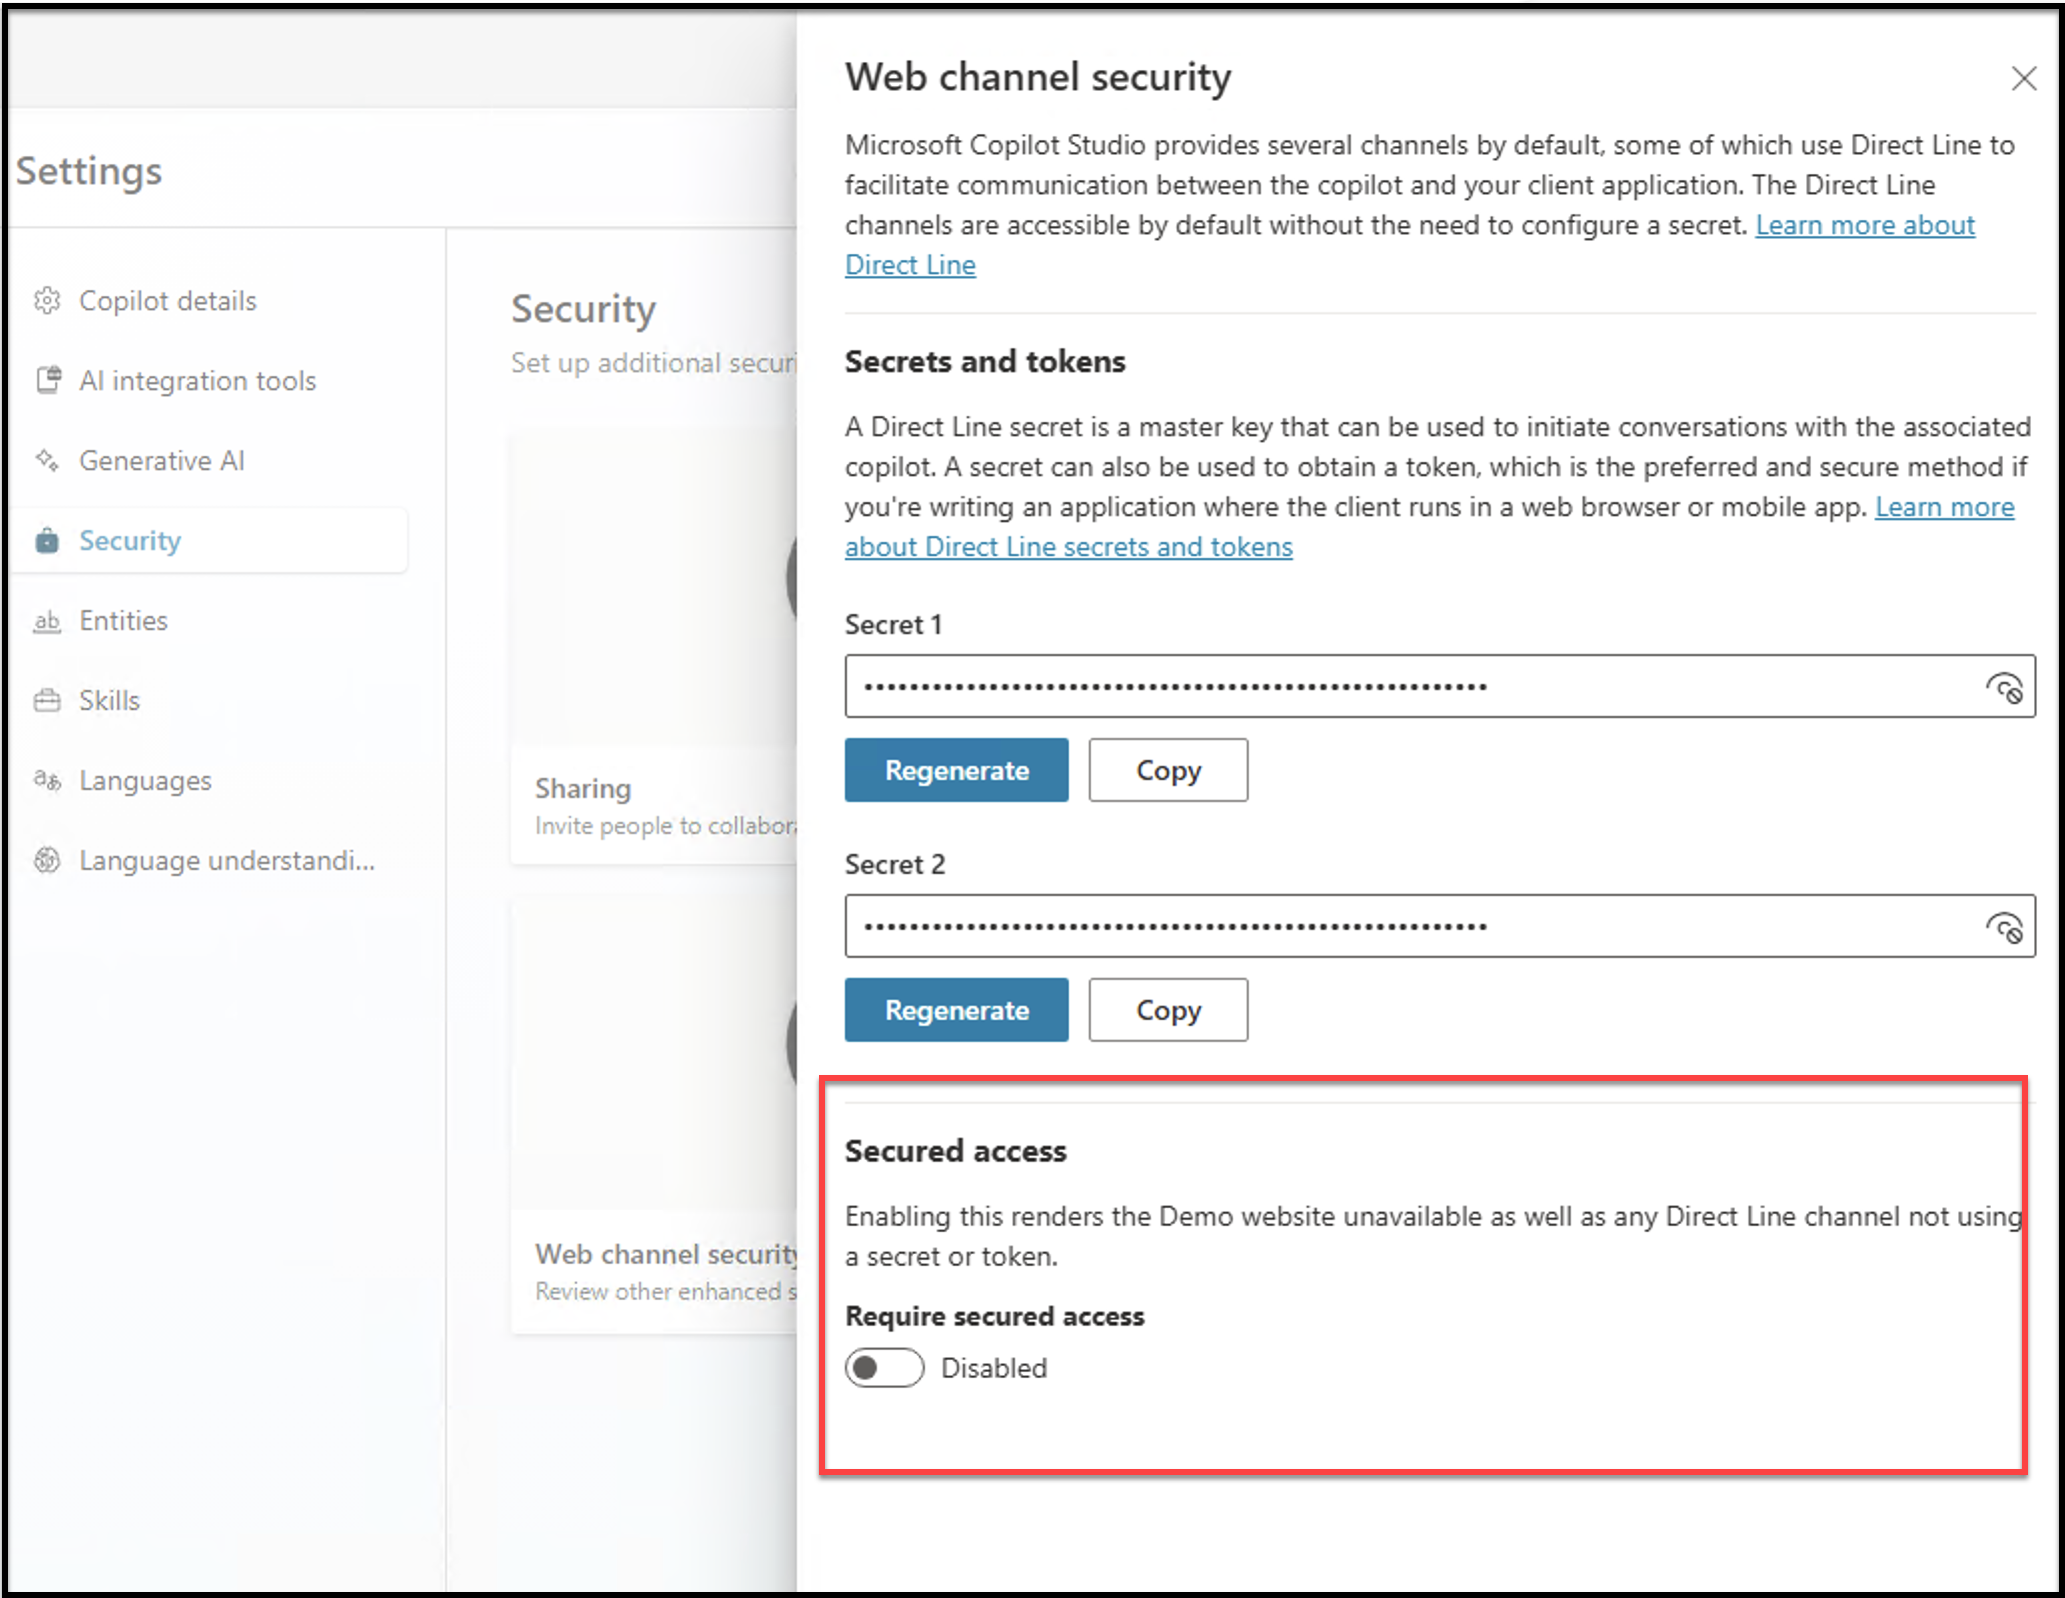 Settings
Copilot details
AI integration tools
Generative AI
Security
Entities
Skills
Languages
Language understandi...
Security
Set up additional securi
Sharing
Invite people to collabora
Web channel security
Review other enhanced s
Web channel security
Microsoft Copilot Studio provides several channels by default, some of which use Direct Line to
facilitate communication between the copilot and your client application. The Direct Line
channels are accessible by default without the need to configure a secret. Learn more about
Direct Line
Secrets and tokens
A Direct Line secret is a master key that can be used to initiate conversations with the associated
copilot. A secret can also be used to obtain a token, which is the preferred and secure method if
you're writing an application where the client runs in a web browser or mobile app. Learn more
about Direct Line secrets and tokens
Secret 1
Regenerate Copy
Secret 2
Regenerate Copy
Secured access
Enabling this renders the Demo website unavailable as well as any Direct Line channel not using
a secret or token.
Require secured access
Disabled